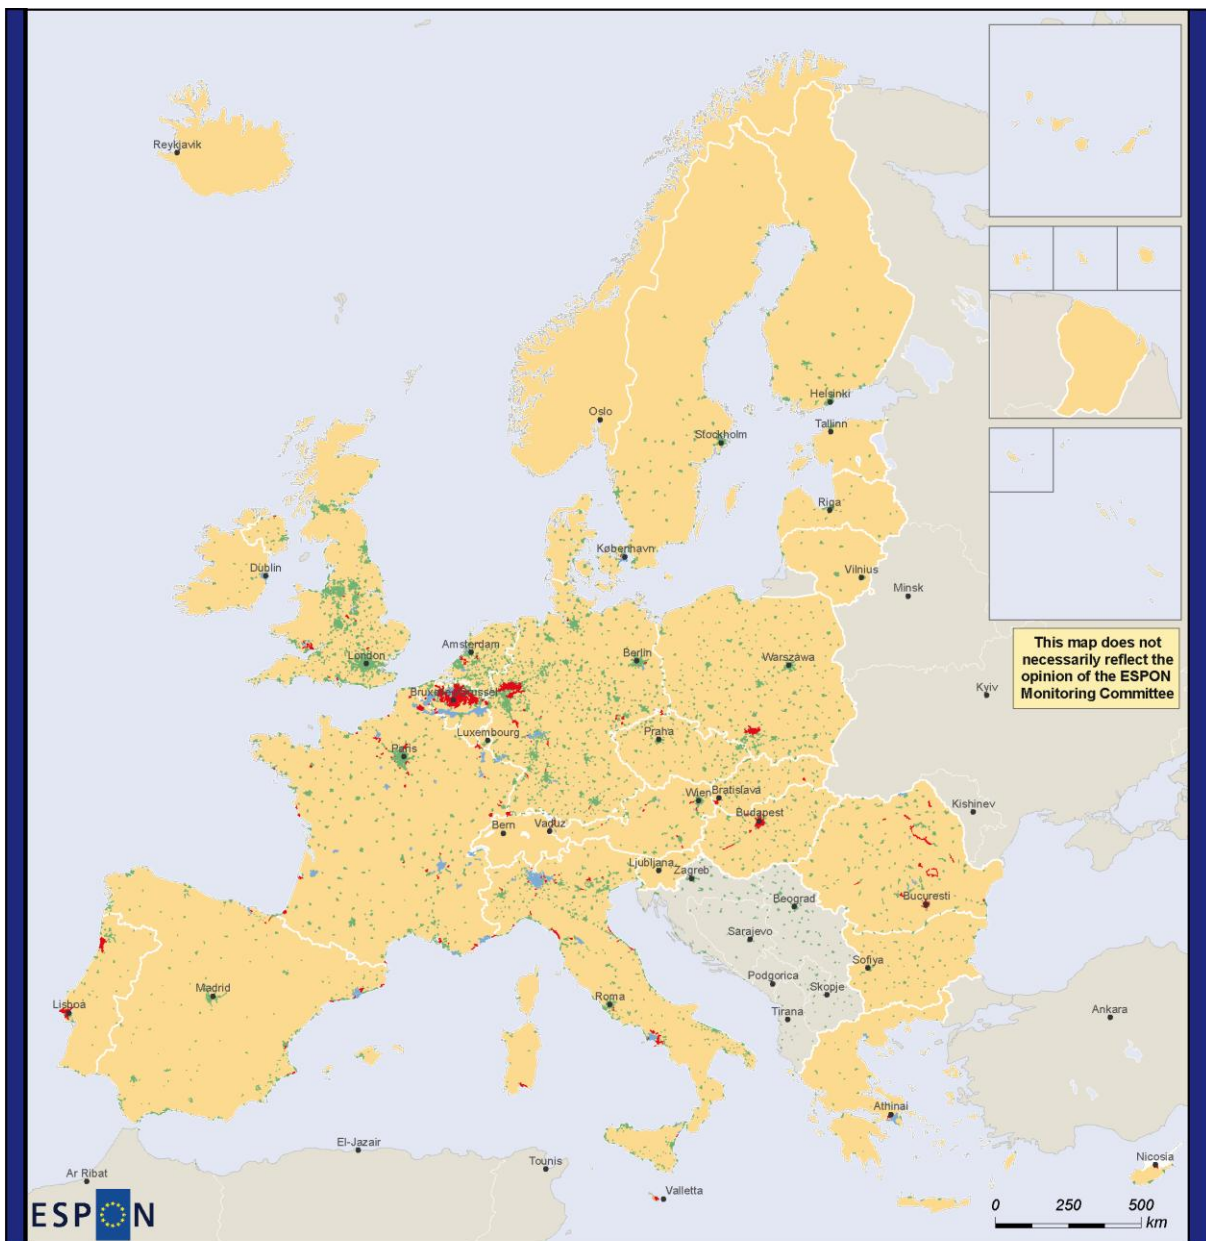 Reykjavik
Oslo
Helsinki
Tallinn
Stockholm
Riga
København
Vilnius
Dublin
Minsk
This map does not
necessarily reflect the
opinion of the ESPON
Monitoring Committee
Amsterdam
London
Berlin
Warszawa
Kyiv
Luxembourg
Praha
Paris
Wien
Bratislava
Budapest
Kishinev
Bern
Vaduz
Ljubljana
Zagreb
Beograd
Bucuresti
Sarajevo
Sofiya
Podgorica
Skopje
Madrid
Roma
Lisboa
Tirana
Ankara
Athinai
El-Jazair
Tounis
Nicosia
Ar Ribat
Valletta
ESPON
0 250 500
km